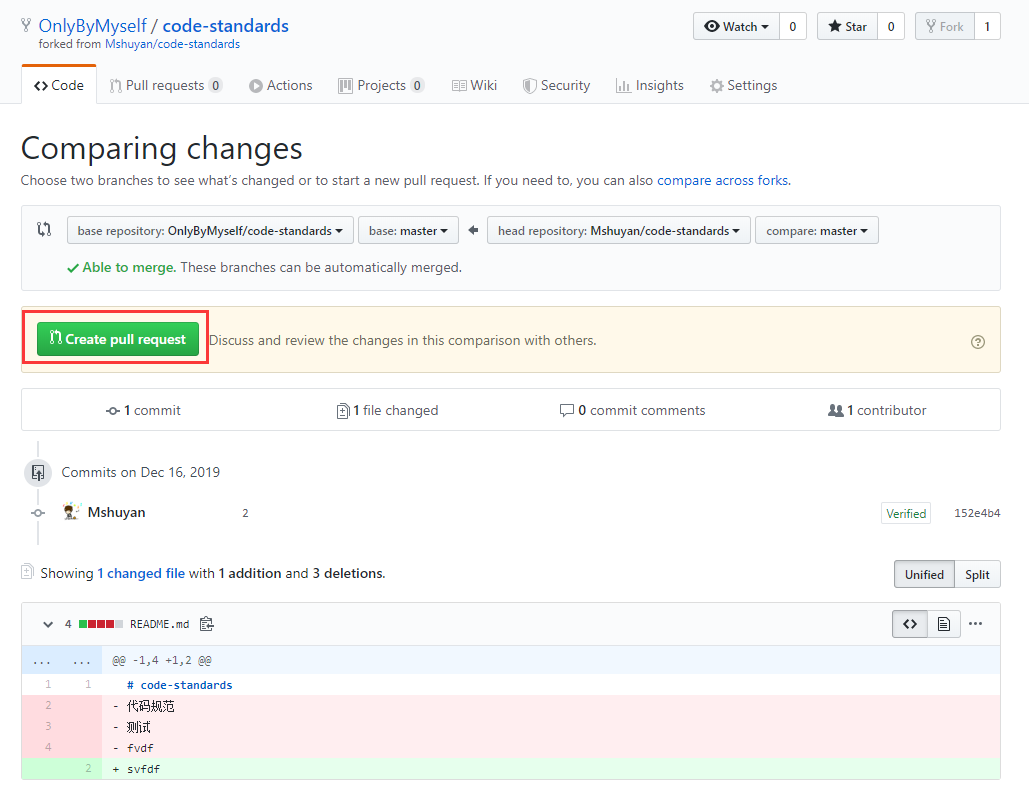 OnlyByMyself / code-standards
Watch 0 Star 0 Fork 1
forked from Mshuyan/code-standards
Code Pull requests 0 Actions Projects 0 Wiki Security Insights Settings
Comparing changes
Choose two branches to see what's changed or to start a new pull request. If you need to, you can also compare across forks.
base repository: OnlyByMyself/code-standards base: master head repository: Mshuyan/code-standards compare: master
Able to merge. These branches can be automatically merged.
Create pull request Discuss and review the changes in this comparison with others.
1 commit 1 file changed 0 commit comments 1 contributor
Commits on Dec 16, 2019
Mshuyan 2 Verified 152e4b4
Showing 1 changed file with 1 addition and 3 deletions. Unified Split
4 README.md
... ... @@ -1,4 +1,2 @@
1 1 # code-standards
2 - 代码规范
3 - 测试
4 - fvdf
2 + svfdf